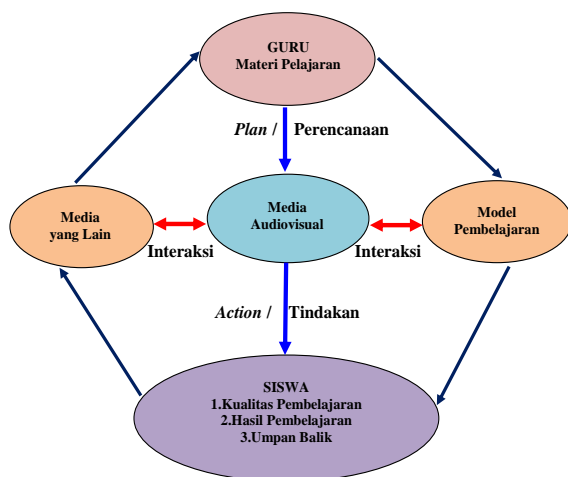 GURU
Materi Pelajaran
Plan / Perencanaan
Media
yang Lain
Interaksi
Media
Audiovisual
Interaksi
Model
Pembelajaran
Action / Tindakan
SISWA
1.Kualitas Pembelajaran
2.Hasil Pembelajaran
3.Umpan Balik